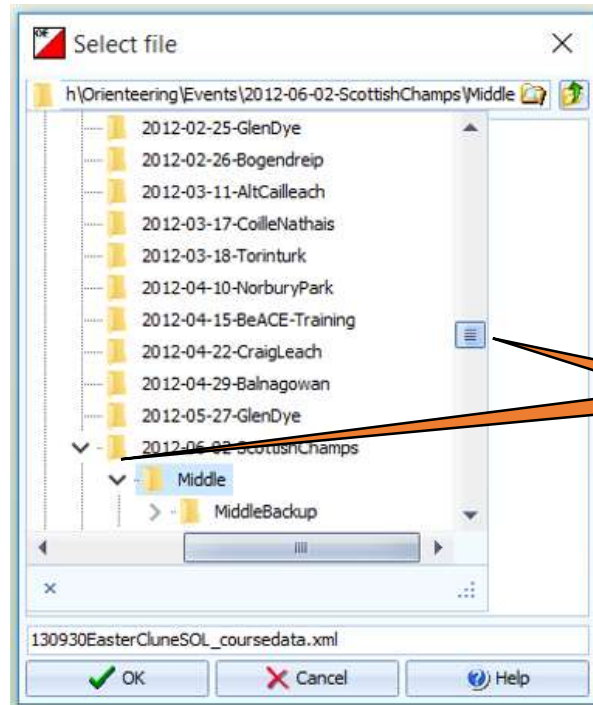 OE
Select file
h\Orienteering\Events\2012-06-02-ScottishChamps\Middle
2012-02-25-GlenDye
2012-02-26-Bogendreip
2012-03-11-AltCailleach
2012-03-17-CoilleNathais
2012-03-18-Torinturk
2012-04-10-NorburyPark
2012-04-15-BeACE-Training
2012-04-22-CraigLeach
2012-04-29-Balnagowan
2012-05-27-GlenDye
2012-06-02-ScottishChamps
Middle
MiddleBackup
130930EasterCluneSOL_coursedata.xml
OK Cancel Help